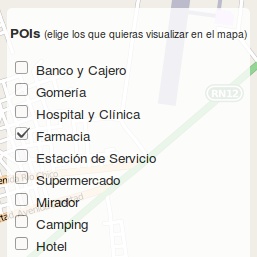 POIs (elige los que quieras visualizar en el mapa)
RN12
Banco y Cajero
Gomería
Hospital y Clínica
Farmacia
Estación de Servicio
Supermercado
Mirador
Camping
Hotel